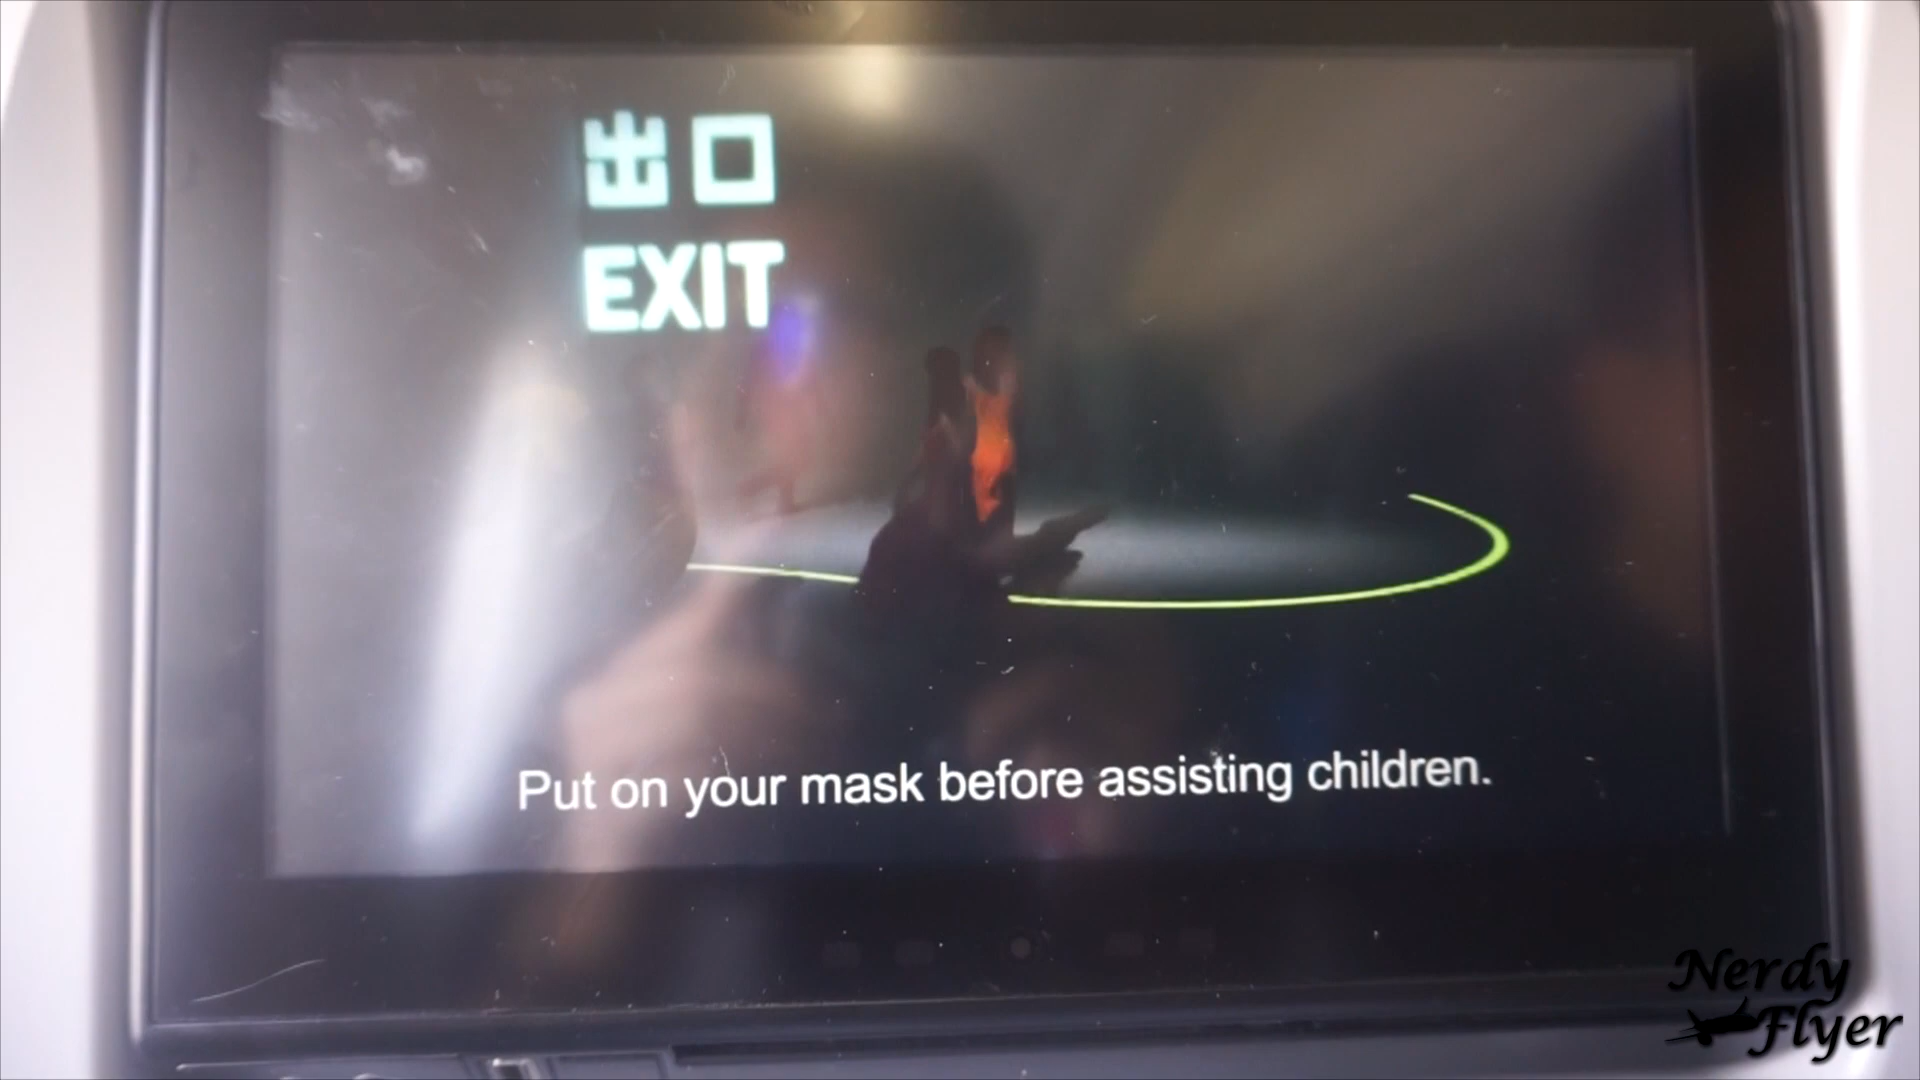 出口
EXIT
Put on your mask before assisting children.
Nerdy
Flyer